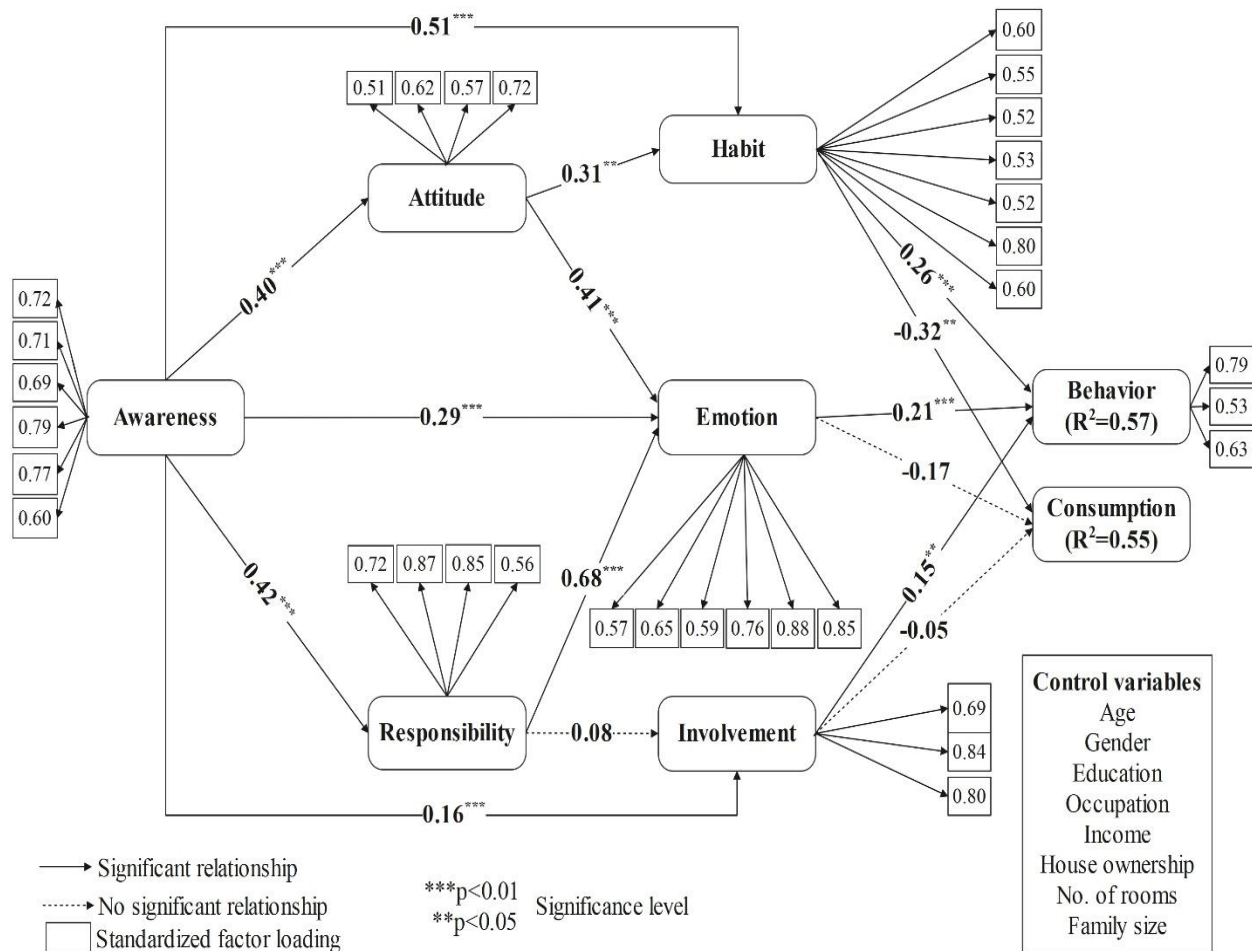 0.51***
0.60
0.55
0.52
0.53
0.52
0.80
0.60
0.51 0.62 0.57 0.72
Habit
0.31**
Attitude
0.40***
0.41***
0.26***
-0.32**
0.72
0.71
0.69
0.79
0.77
0.60
Awareness
0.29***
Emotion
0.21***
-0.17
Behavior
(R²=0.57)
0.79
0.53
0.63
Consumption
(R²=0.55)
0.42***
0.72 0.87 0.85 0.56
0.68***
0.57 0.65 0.59 0.76 0.88 0.85
0.15**
-0.05
Responsibility
0.08
Involvement
0.69
0.84
0.80
0.16***
Control variables
Age
Gender
Education
Occupation
Income
House ownership
No. of rooms
Family size
Significant relationship
No significant relationship
Standardized factor loading
***p<0.01
**p<0.05
Significance level